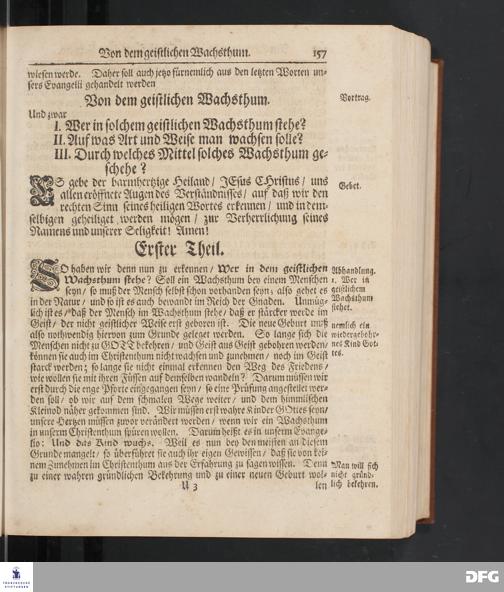 Von dem geistlichen Wachsthum. 157
wiesen werde. Daher soll auch jetzo fürnemlich aus den letzten Worten un-
sers Evangelii gehandelt werden
Von dem geistlichen Wachsthum.
Vortrag.
Und zwar
I. Wer in solchem geistlichen Wachsthum stehe?
II. Auf was Art und Weise man wachsen solle?
III. Durch welches Mittel solches Wachsthum ge-
schehe?
ES gebe der barmhertzige Heiland/ JEsus CHristus/ uns
Gebet.
allen eröffnete Augen des Verständnisses/ auf daß wir den
rechten Sinn seines heiligen Wortes erkennen/ und in dem-
selbigen geheiliget werden mögen/ zur Verherrlichung seines
Namens und unserer Seligkeit! Amen!
Erster Theil.
SO haben wir denn nun zu erkennen/ Wer in dem geistlichen
Wachsthum stehe? Soll ein Wachsthum bey einem Menschen
seyn/ so muß der Mensch selbst schon vorhanden seyn; also gehet es
in der Natur/ und so ist es auch bewandt im Reich der Gnaden. Unmüg-
lich ist es/ daß der Mensch im Wachsthum stehe/ daß er stärcker werde im
Geist/ der nicht geistlicher Weise erst geboren ist. Die neue Geburt muß
also nothwendig hiervon zum Grunde geleget werden. So lange sich die
Menschen nicht zu GOTT bekehren/ und aus Geist gebohren werden/
können sie auch im Christenthum nicht wachsen und zunehmen/ noch im Geist
starck werden; so lange sie nicht einmal erkennen den Weg des Friedens/
wie wollen sie mit ihren Füssen auf demselben wandeln? Darum müssen wir
erst durch die enge Pforte eingegangen seyn/ so eine Prüfung angestellet wer-
den soll/ ob wir auf dem schmalen Wege weiter/ und dem himmlischen
Kleinod näher gekommen sind. Wir müssen erst wahre Kinder GOttes seyn/
unsere Hertzen müssen zuvor verändert werden/ wenn wir ein Wachsthum
in unserm Christenthum spüren wollen. Darum heißt es in unserm Evange-
lio: Und das Kind wuchs. Weil es nun bey den meisten an diesem
Grunde mangelt/ so überführet sie auch ihr eigen Gewissen/ daß sie von kei-
nem Zunehmen im Christenthum aus der Erfahrung zu sagen wissen. Denn
zu einer wahren gründlichen Bekehrung und zu einer neuen Geburt wol-
Abhandlung.
1. Wer in
geistlichem
Wachsthum
stehet.
nemlich ein
wiedergebohr-
nes Kind Got-
tes.
Man will sich
nicht gründ-
lich bekehren.
U 3 len
FRANCKESCHE
STIFTUNGEN
DFG